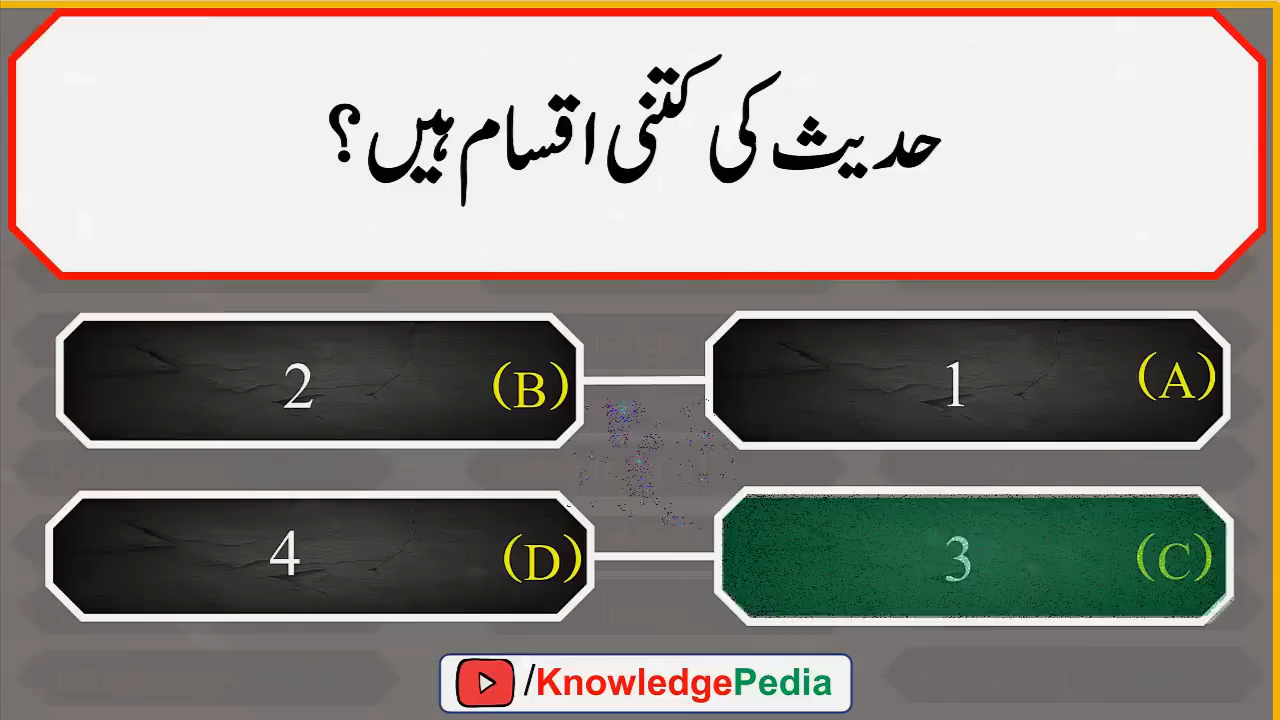 حدیث کی کتنی اقسام ہیں؟
(A) 1
(B) 2
(C) 3
(D) 4
/KnowledgePedia